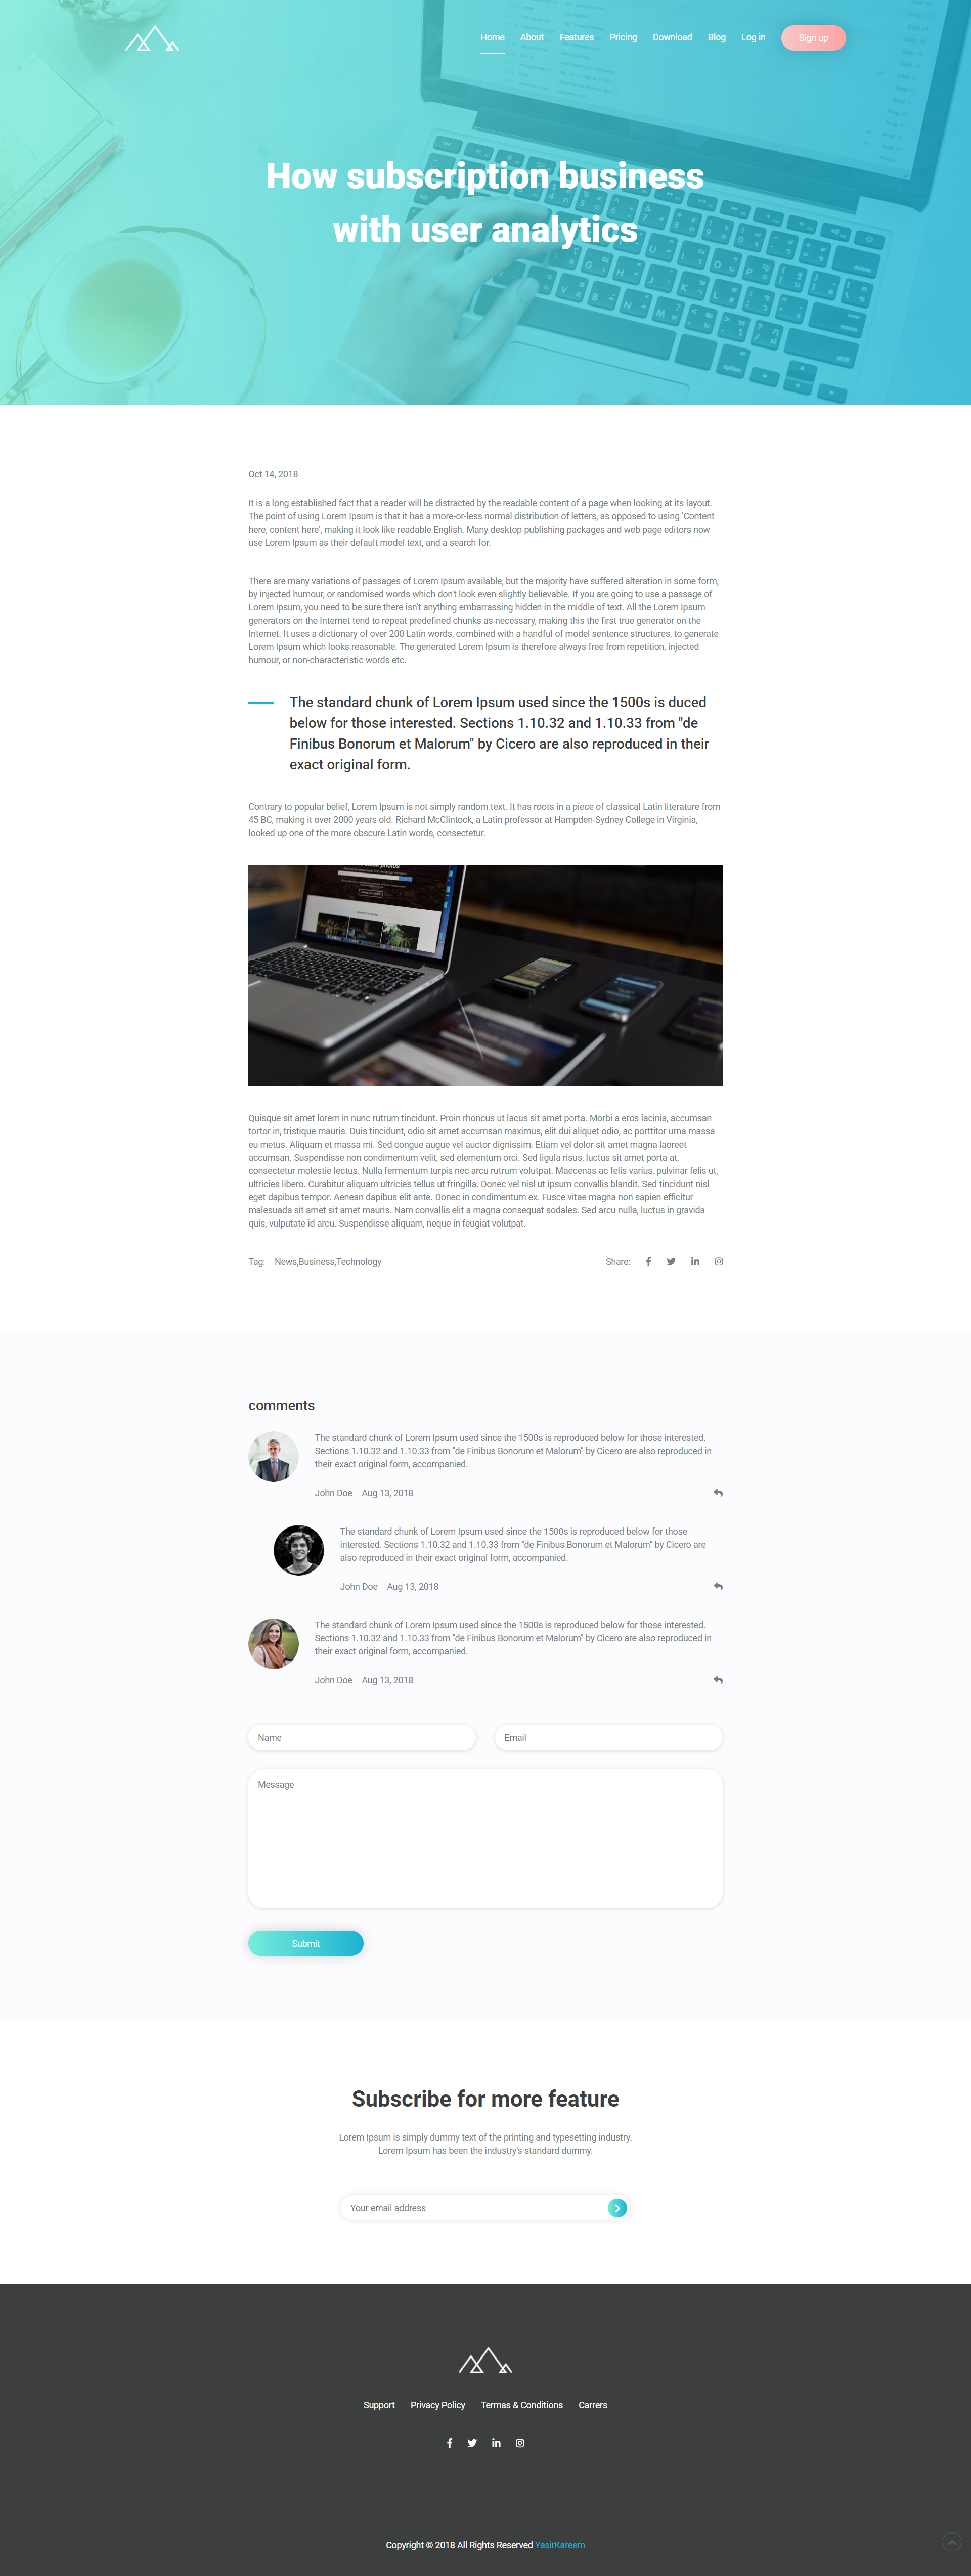 Home About Features Pricing Download Blog Log in Sign up
How subscription business
with user analytics
Oct 14, 2018
It is a long established fact that a reader will be distracted by the readable content of a page when looking at its layout.
The point of using Lorem Ipsum is that it has a more-or-less normal distribution of letters, as opposed to using 'Content
here, content here', making it look like readable English. Many desktop publishing packages and web page editors now
use Lorem Ipsum as their default model text, and a search for.
There are many variations of passages of Lorem Ipsum available, but the majority have suffered alteration in some form,
by injected humour, or randomised words which don't look even slightly believable. If you are going to use a passage of
Lorem Ipsum, you need to be sure there isn't anything embarrassing hidden in the middle of text. All the Lorem Ipsum
generators on the Internet tend to repeat predefined chunks as necessary, making this the first true generator on the
Internet. It uses a dictionary of over 200 Latin words, combined with a handful of model sentence structures, to generate
Lorem Ipsum which looks reasonable. The generated Lorem Ipsum is therefore always free from repetition, injected
humour, or non-characteristic words etc.
The standard chunk of Lorem Ipsum used since the 1500s is duced
below for those interested. Sections 1.10.32 and 1.10.33 from "de
Finibus Bonorum et Malorum" by Cicero are also reproduced in their
exact original form.
Contrary to popular belief, Lorem Ipsum is not simply random text. It has roots in a piece of classical Latin literature from
45 BC, making it over 2000 years old. Richard McClintock, a Latin professor at Hampden-Sydney College in Virginia,
looked up one of the more obscure Latin words, consectetur.
Quisque sit amet lorem in nunc rutrum tincidunt. Proin rhoncus ut lacus sit amet porta. Morbi a eros lacinia, accumsan
tortor in, tristique mauris. Duis tincidunt, odio sit amet accumsan maximus, elit dui aliquet odio, ac porttitor urna massa
eu metus. Aliquam et massa mi. Sed congue augue vel auctor dignissim. Etiam vel dolor sit amet magna laoreet
accumsan. Suspendisse non condimentum velit, sed elementum orci. Sed ligula risus, luctus sit amet porta at,
consectetur molestie lectus. Nulla fermentum turpis nec arcu rutrum volutpat. Maecenas ac felis varius, pulvinar felis ut,
ultricies libero. Curabitur aliquam ultricies tellus ut fringilla. Donec vel nisl ut ipsum convallis blandit. Sed tincidunt nisl
eget dapibus tempor. Aenean dapibus elit ante. Donec in condimentum ex. Fusce vitae magna non sapien efficitur
malesuada sit amet sit amet mauris. Nam convallis elit a magna consequat sodales. Sed arcu nulla, luctus in gravida
quis, vulputate id arcu. Suspendisse aliquam, neque in feugiat volutpat.
Tag: News,Business,Technology Share:
comments
The standard chunk of Lorem Ipsum used since the 1500s is reproduced below for those interested.
Sections 1.10.32 and 1.10.33 from "de Finibus Bonorum et Malorum" by Cicero are also reproduced in
their exact original form, accompanied.
John Doe Aug 13, 2018
The standard chunk of Lorem Ipsum used since the 1500s is reproduced below for those
interested. Sections 1.10.32 and 1.10.33 from "de Finibus Bonorum et Malorum" by Cicero are
also reproduced in their exact original form, accompanied.
John Doe Aug 13, 2018
The standard chunk of Lorem Ipsum used since the 1500s is reproduced below for those interested.
Sections 1.10.32 and 1.10.33 from "de Finibus Bonorum et Malorum" by Cicero are also reproduced in
their exact original form, accompanied.
John Doe Aug 13, 2018
Name Email
Message
Submit
Subscribe for more feature
Lorem Ipsum is simply dummy text of the printing and typesetting industry.
Lorem Ipsum has been the industry's standard dummy.
Your email address
Support Privacy Policy Termas & Conditions Carrers
Copyright © 2018 All Rights Reserved YasirKareem